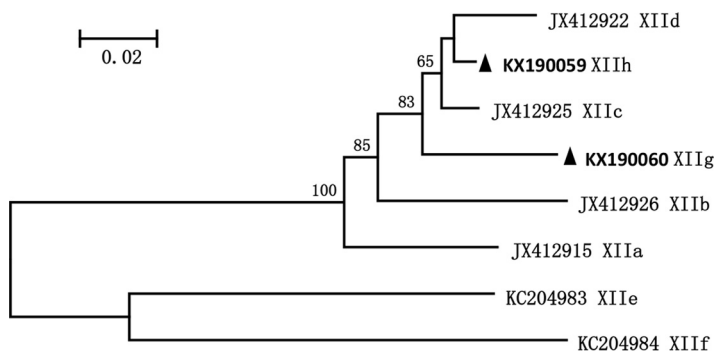 JX412922 XIId
0.02
65
▲ KX190059 XIIh
83
JX412925 XIIc
85
▲ KX190060 XIIg
100
JX412926 XIIb
JX412915 XIIa
KC204983 XIIe
KC204984 XIIf